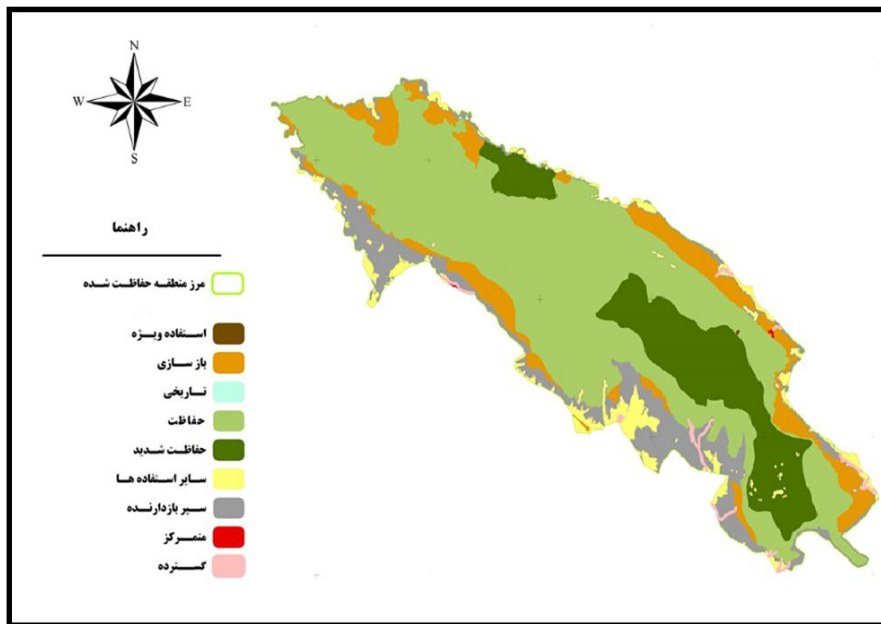 N
W E
S
راهنما
مرز منطقه حفاظت شده
استفاده ویژه
باز سازی
تاریخی
حفاظت
حفاظت شدید
سایر استفاده ها
سپر بازدارنده
متمرکز
گسترده